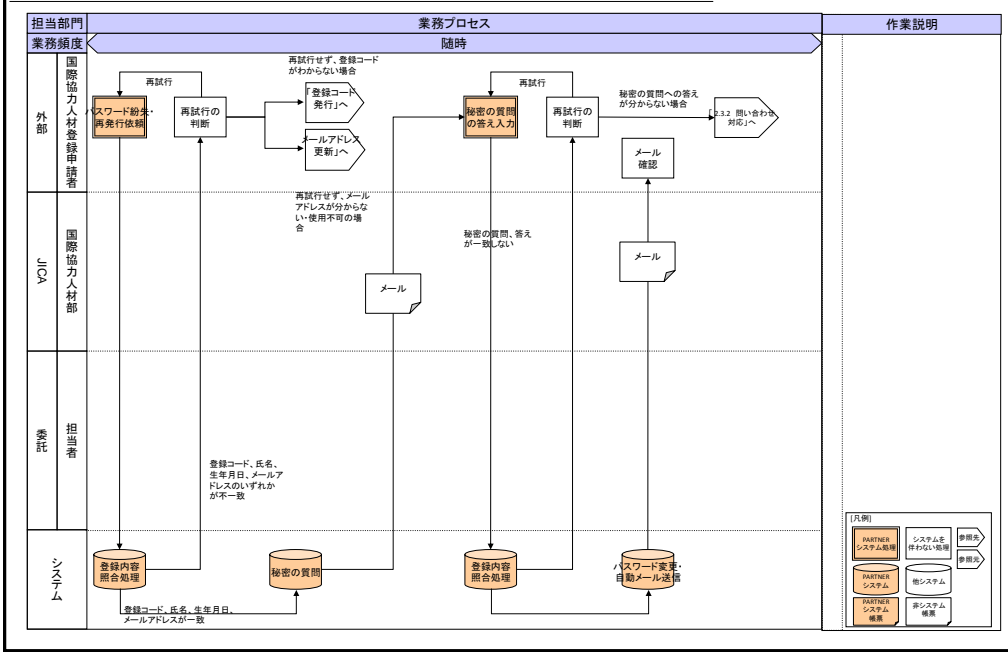 担当部門
業務プロセス
作業説明
業務頻度
随時
外部
国際協力人材登録申請者
パスワード紛失・
再発行依頼
再試行
再試行の
判断
再試行せず、登録コード
がわからない場合
「登録コード
発行」へ
メールアドレス
更新」へ
再試行せず、メール
アドレスが分からな
い・使用不可の場
合
秘密の質問
の答え入力
再試行
再試行の
判断
秘密の質問への答え
が分からない場合
2.3.2 問い合わせ
対応」へ
メール
確認
JICA
国際協力人材部
メール
秘密の質問、答え
が一致しない
メール
委託
担当者
登録コード、氏名、
生年月日、メールア
ドレスのいずれか
が不一致
システム
登録内容
照合処理
登録コード、氏名、生年月日、
メールアドレスが一致
秘密の質問
登録内容
照合処理
パスワード変更・
自動メール送信
[凡例]
PARTNER
システム処理
システムを
伴わない処理
参照先
参照元
PARTNER
システム
他システム
PARTNER
システム
帳票
非システム
帳票